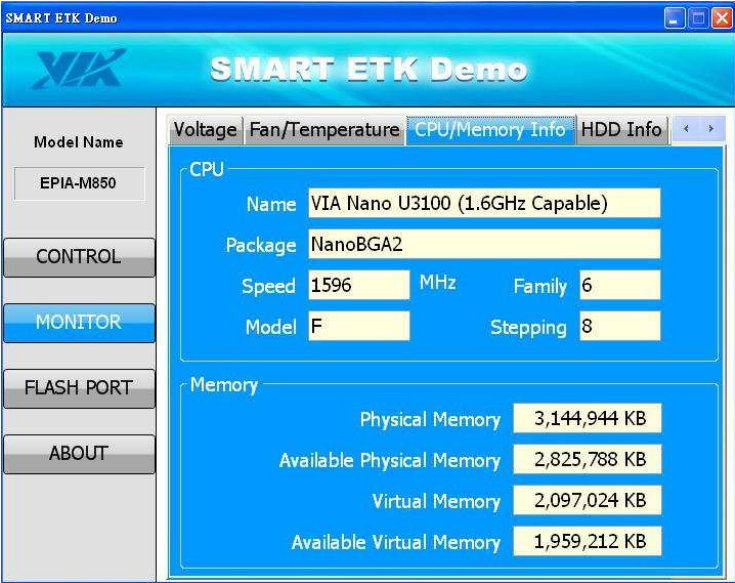 SMART ETK Demo
VIA SMART ETK Demo
Model Name
EPIA-M850
CONTROL
MONITOR
FLASH PORT
ABOUT
Voltage Fan/Temperature CPU/Memory Info HDD Info
CPU
Name VIA Nano U3100 (1.6GHz Capable)
Package NanoBGA2
Speed 1596 MHz Family 6
Model F Stepping 8
Memory
Physical Memory 3,144,944 KB
Available Physical Memory 2,825,788 KB
Virtual Memory 2,097,024 KB
Available Virtual Memory 1,959,212 KB